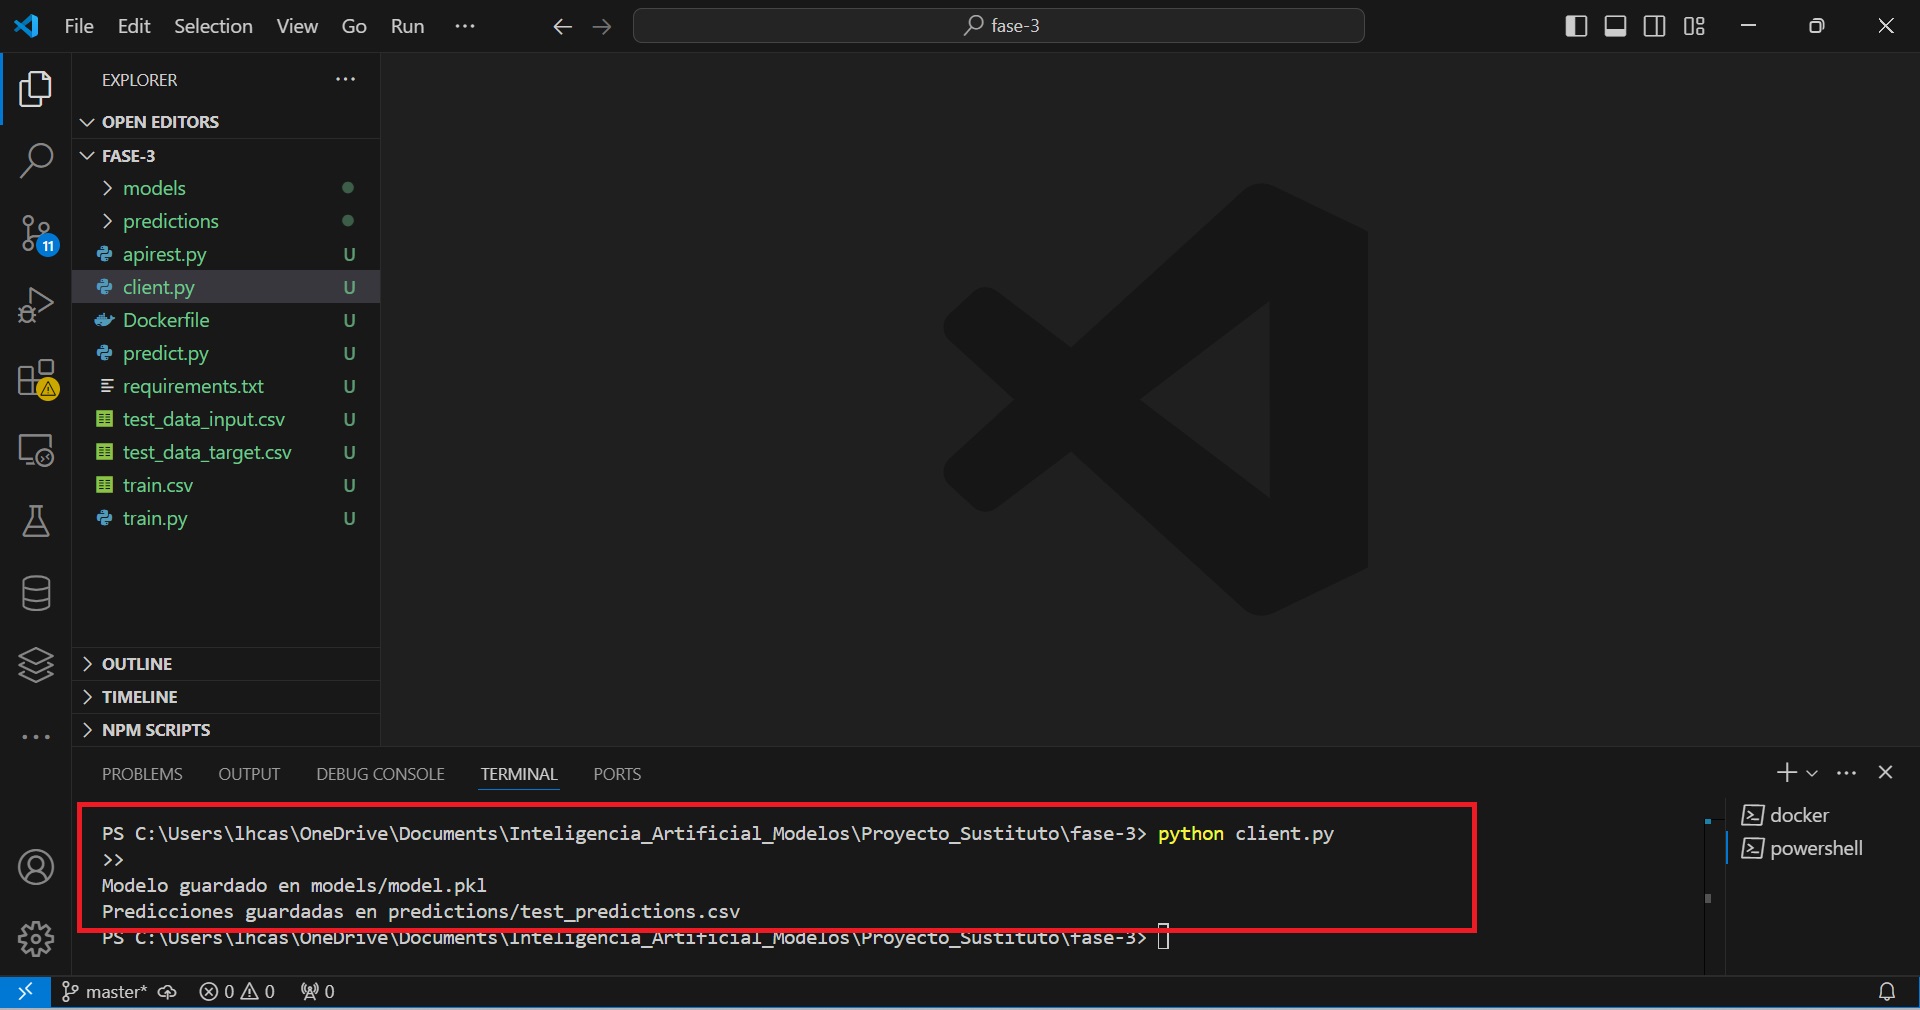 File Edit Selection View Go Run ···
fase-3
EXPLORER ···
OPEN EDITORS
FASE-3
models
predictions
apirest.py U
client.py U
Dockerfile U
predict.py U
requirements.txt U
test_data_input.csv U
test_data_target.csv U
train.csv U
train.py U
11
OUTLINE
TIMELINE
NPM SCRIPTS
PROBLEMS OUTPUT DEBUG CONSOLE TERMINAL PORTS
PS C:\Users\lhcas\OneDrive\Documents\Inteligencia_Artificial_Modelos\Proyecto_Sustituto\fase-3> python client.py
>>
Modelo guardado en models/model.pkl
Predicciones guardadas en predictions/test_predictions.csv
PS C:\Users\lhcas\OneDrive\Documents\Inteligencia_Artificial_Modelos\Proyecto_Sustituto\fase-3>
docker
powershell
master* 0 0 0